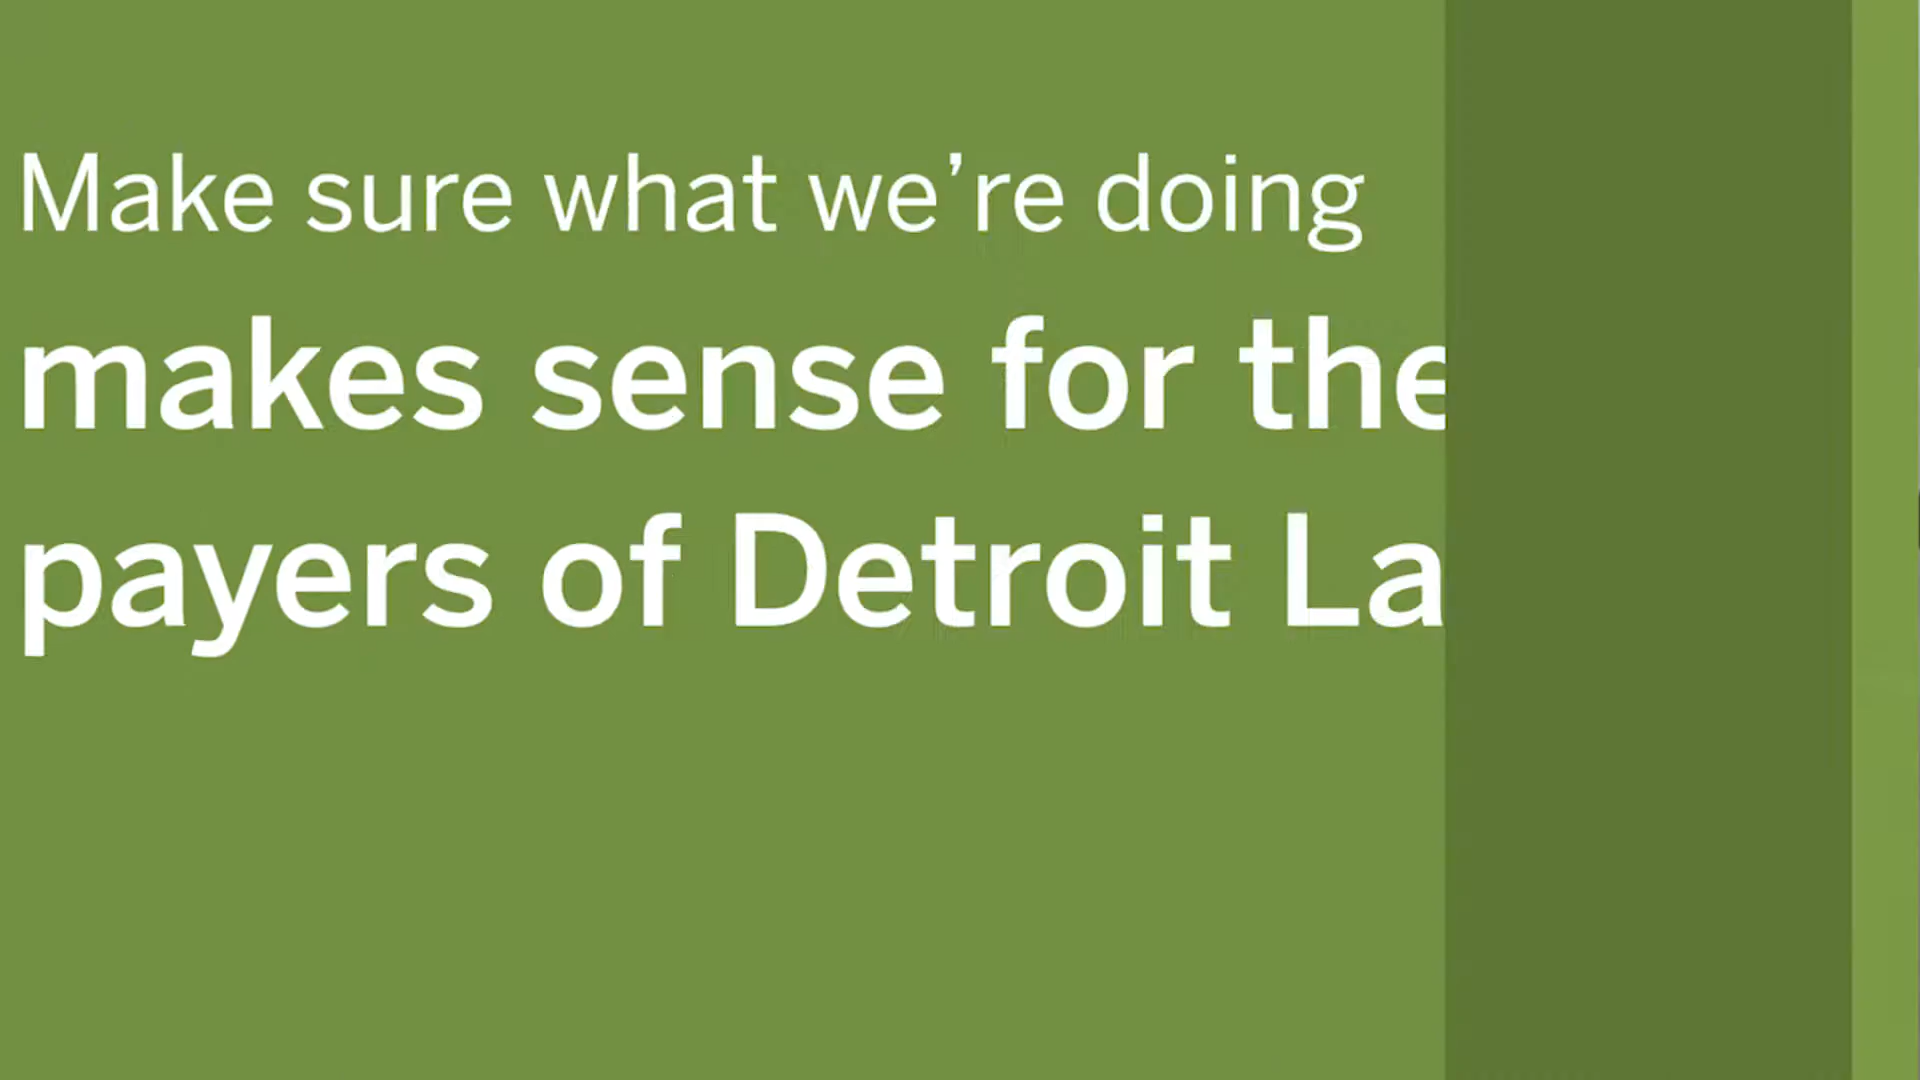 Make sure what we’re doing
makes sense for the
payers of Detroit La